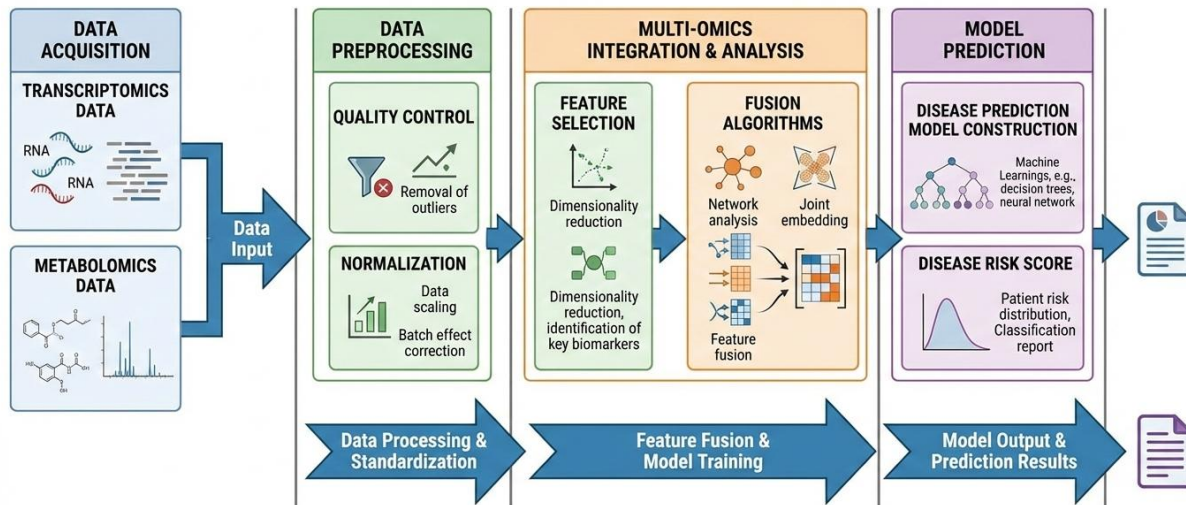 DATA
ACQUISITION
TRANSCRIPTOMICS
DATA
RNA
RNA
METABOLOMICS
DATA
Data
Input
DATA
PREPROCESSING
QUALITY CONTROL
Removal of
outliers
NORMALIZATION
Data
scaling
Batch effect
correction
MULTI-OMICS
INTEGRATION & ANALYSIS
FEATURE
SELECTION
Dimensionality
reduction
Dimensionality
reduction,
identification of
key biomarkers
FUSION
ALGORITHMS
Network
analysis
Joint
embedding
Feature
fusion
MODEL
PREDICTION
DISEASE PREDICTION
MODEL CONSTRUCTION
Machine
Learnings, e.g.,
decision trees,
neural network
DISEASE RISK SCORE
Patient risk
distribution,
Classification
report
Data Processing &
Standardization
Feature Fusion &
Model Training
Model Output &
Prediction Results